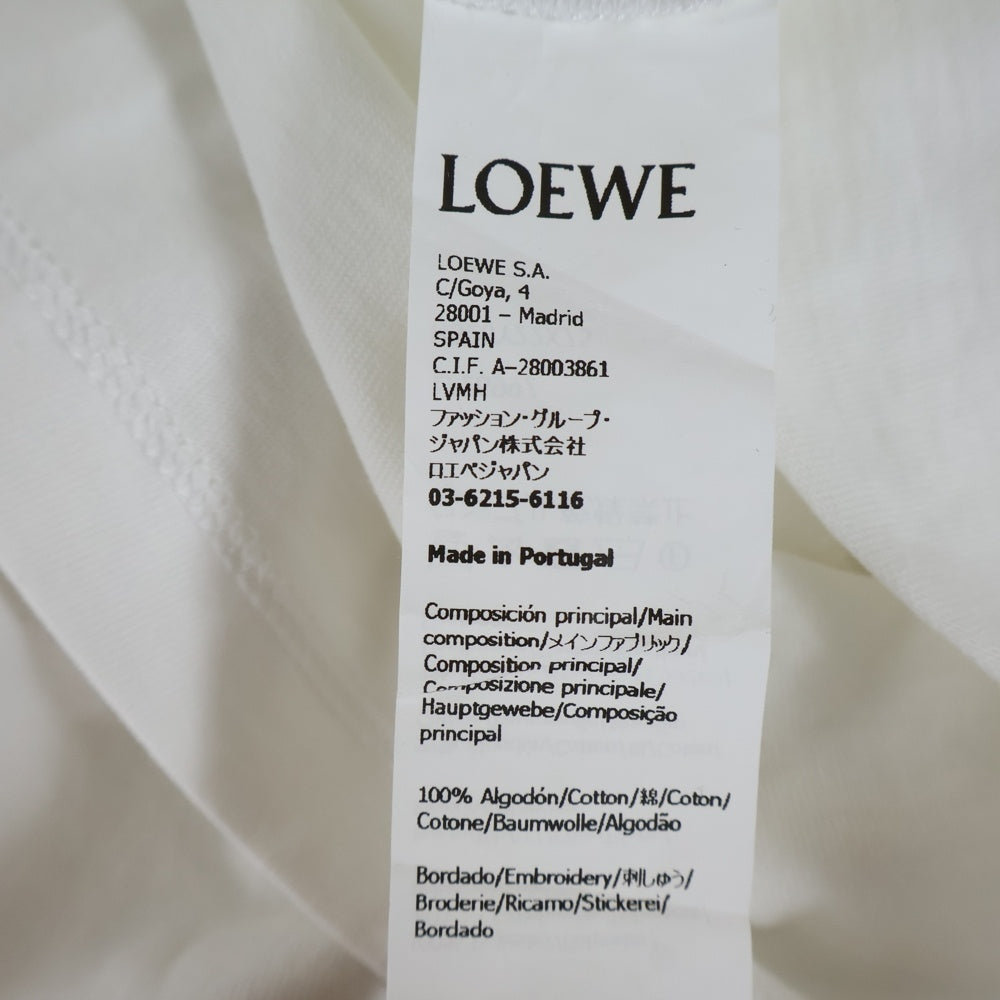 LOEWE
LOEWE S.A.
C/Goya, 4
28001 – Madrid
SPAIN
C.I.F. A-28003861
LVMH
ファッション・グループ・
ジャパン株式会社
ロエベジャパン
03-6215-6116
Made in Portugal
Composición principal/Main
composition/メインファブリック/
Composition principal/
Composizione principale/
Hauptgewebe/Composição
principal
100% Algodón/Cotton/綿/Coton/
Cotone/Baumwolle/Algodão
Bordado/Embroidery/刺しゅう/
Broderie/Ricamo/Stickerei/
Bordado